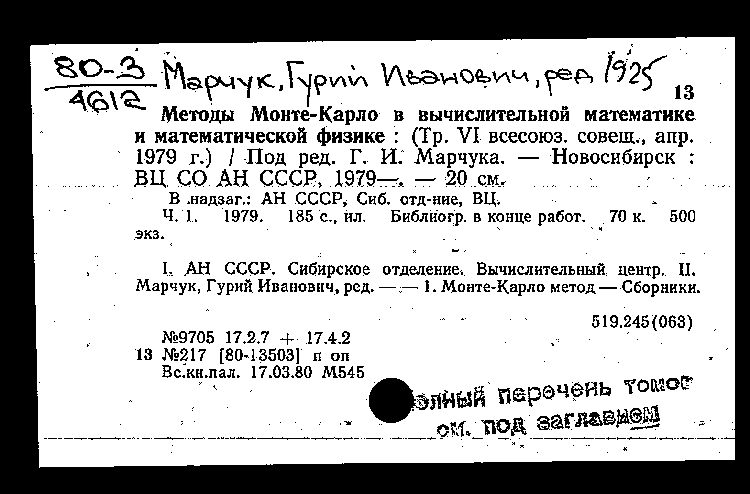 80-3
4612
Марчук, Гурий Иванович, ред 1925
13
Методы Монте-Карло в вычислительной математике
и математической физике : (Тр. VI всесоюз. совещ., апр.
1979 г.) / Под ред. Г. И. Марчука. — Новосибирск :
ВЦ СО АН СССР, 1979—. — 20 см.
В надзаг.: АН СССР, Сиб. отд-ние, ВЦ.
Ч. 1. 1979. 185 с., ил. Библиогр. в конце работ. 70 к. 500
экз.
I. АН СССР. Сибирское отделение. Вычислительный центр. II.
Марчук, Гурий Иванович, ред. — — 1. Монте-Карло метод — Сборники.
519.245(063)
№9705 17.2.7 + 17.4.2
13 №217 [80-13503] п оп
Вс.кн.пал. 17.03.80 М545
олный перечень томов
см. под заглавием